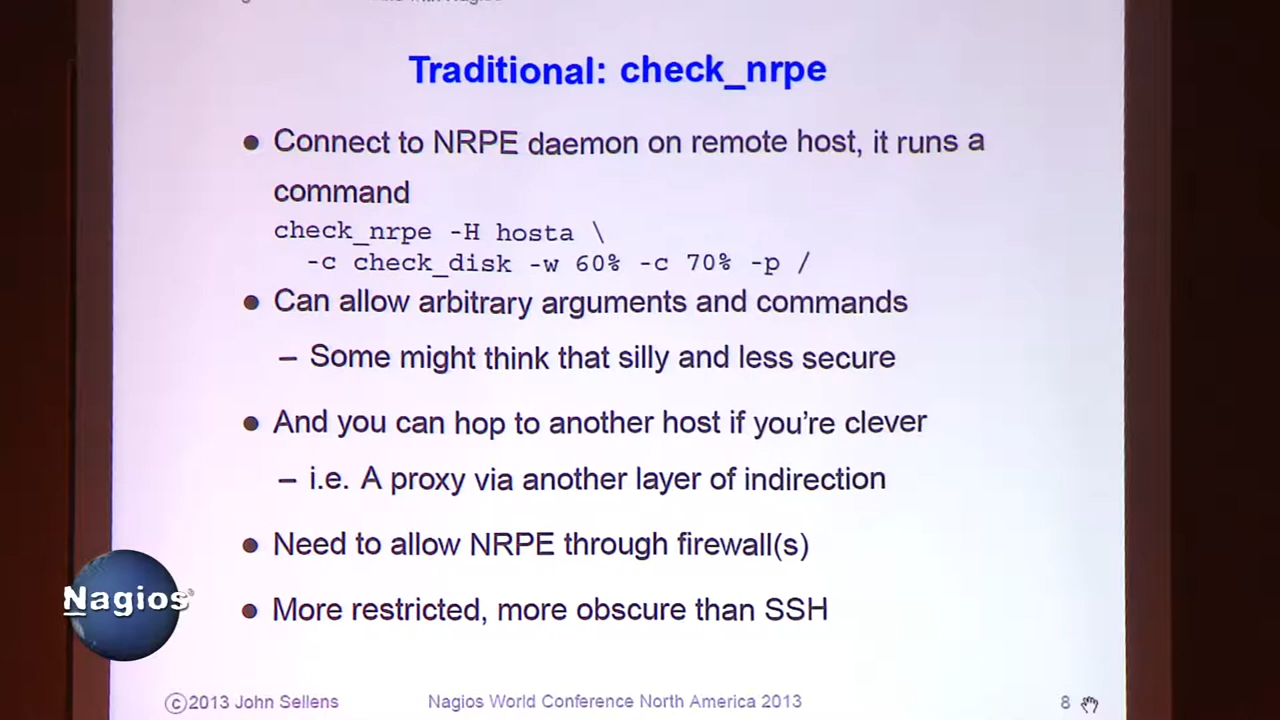 Traditional: check_nrpe
● Connect to NRPE daemon on remote host, it runs a
command
check_nrpe -H hosta \
-c check_disk -w 60% -c 70% -p /
● Can allow arbitrary arguments and commands
– Some might think that silly and less secure
● And you can hop to another host if you're clever
– i.e. A proxy via another layer of indirection
● Need to allow NRPE through firewall(s)
● More restricted, more obscure than SSH
Nagios®
©2013 John Sellens
Nagios World Conference North America 2013
8